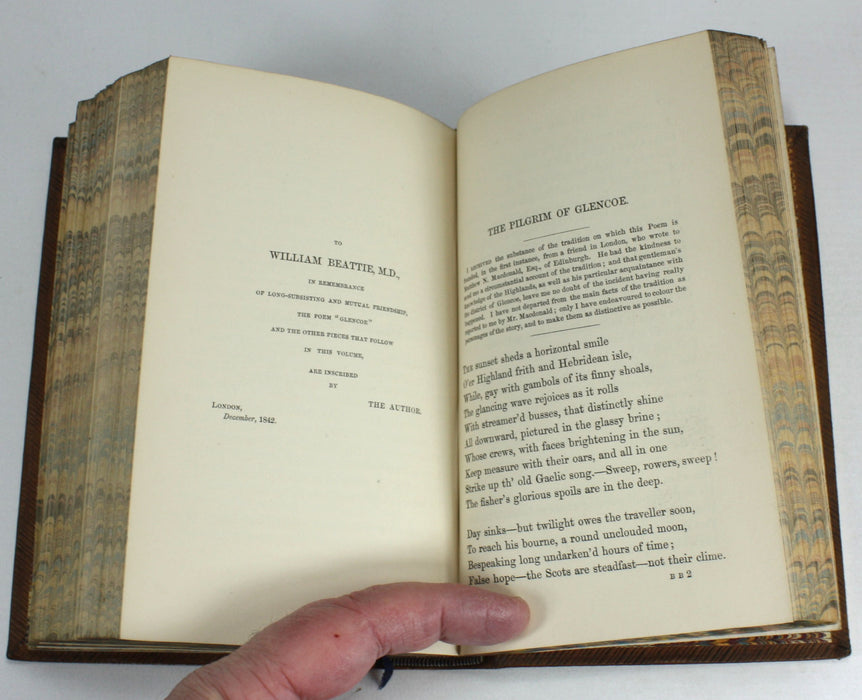 TO
WILLIAM BEATTIE, M.D.,
IN REMEMBRANCE
OF LONG-SUBSISTING AND MUTUAL FRIENDSHIP,
THE POEM "GLENCOE"
AND THE OTHER PIECES THAT FOLLOW
IN THIS VOLUME,
ARE INSCRIBED
BY
THE AUTHOR.
LONDON,
December, 1842.
THE PILGRIM OF GLENCOE.
I RECEIVED the substance of the tradition on which this Poem is
founded, in the first instance, from a friend in London, who wrote to
Matthew N. Macdonald, Esq., of Edinburgh. He had the kindness to
send me a circumstantial account of the tradition; and that gentleman's
knowledge of the Highlands, as well as his particular acquaintance with
the district of Glencoe, leave me no doubt of the incident having really
happened. I have not departed from the main facts of the tradition as
reported to me by Mr. Macdonald; only I have endeavoured to colour the
personages of the story, and to make them as distinctive as possible.
THE sunset sheds a horizontal smile
O'er Highland frith and Hebridean isle,
While, gay with gambols of its finny shoals,
The glancing wave rejoices as it rolls
With streamer'd busses, that distinctly shine
All downward, pictured in the glassy brine;
Whose crews, with faces brightening in the sun,
Keep measure with their oars, and all in one
Strike up th' old Gaelic song.—Sweep, rowers, sweep!
The fisher's glorious spoils are in the deep.
Day sinks—but twilight owes the traveller soon,
To reach his bourne, a round unclouded moon,
Bespeaking long undarken'd hours of time;
False hope—the Scots are steadfast—not their clime.
BB2